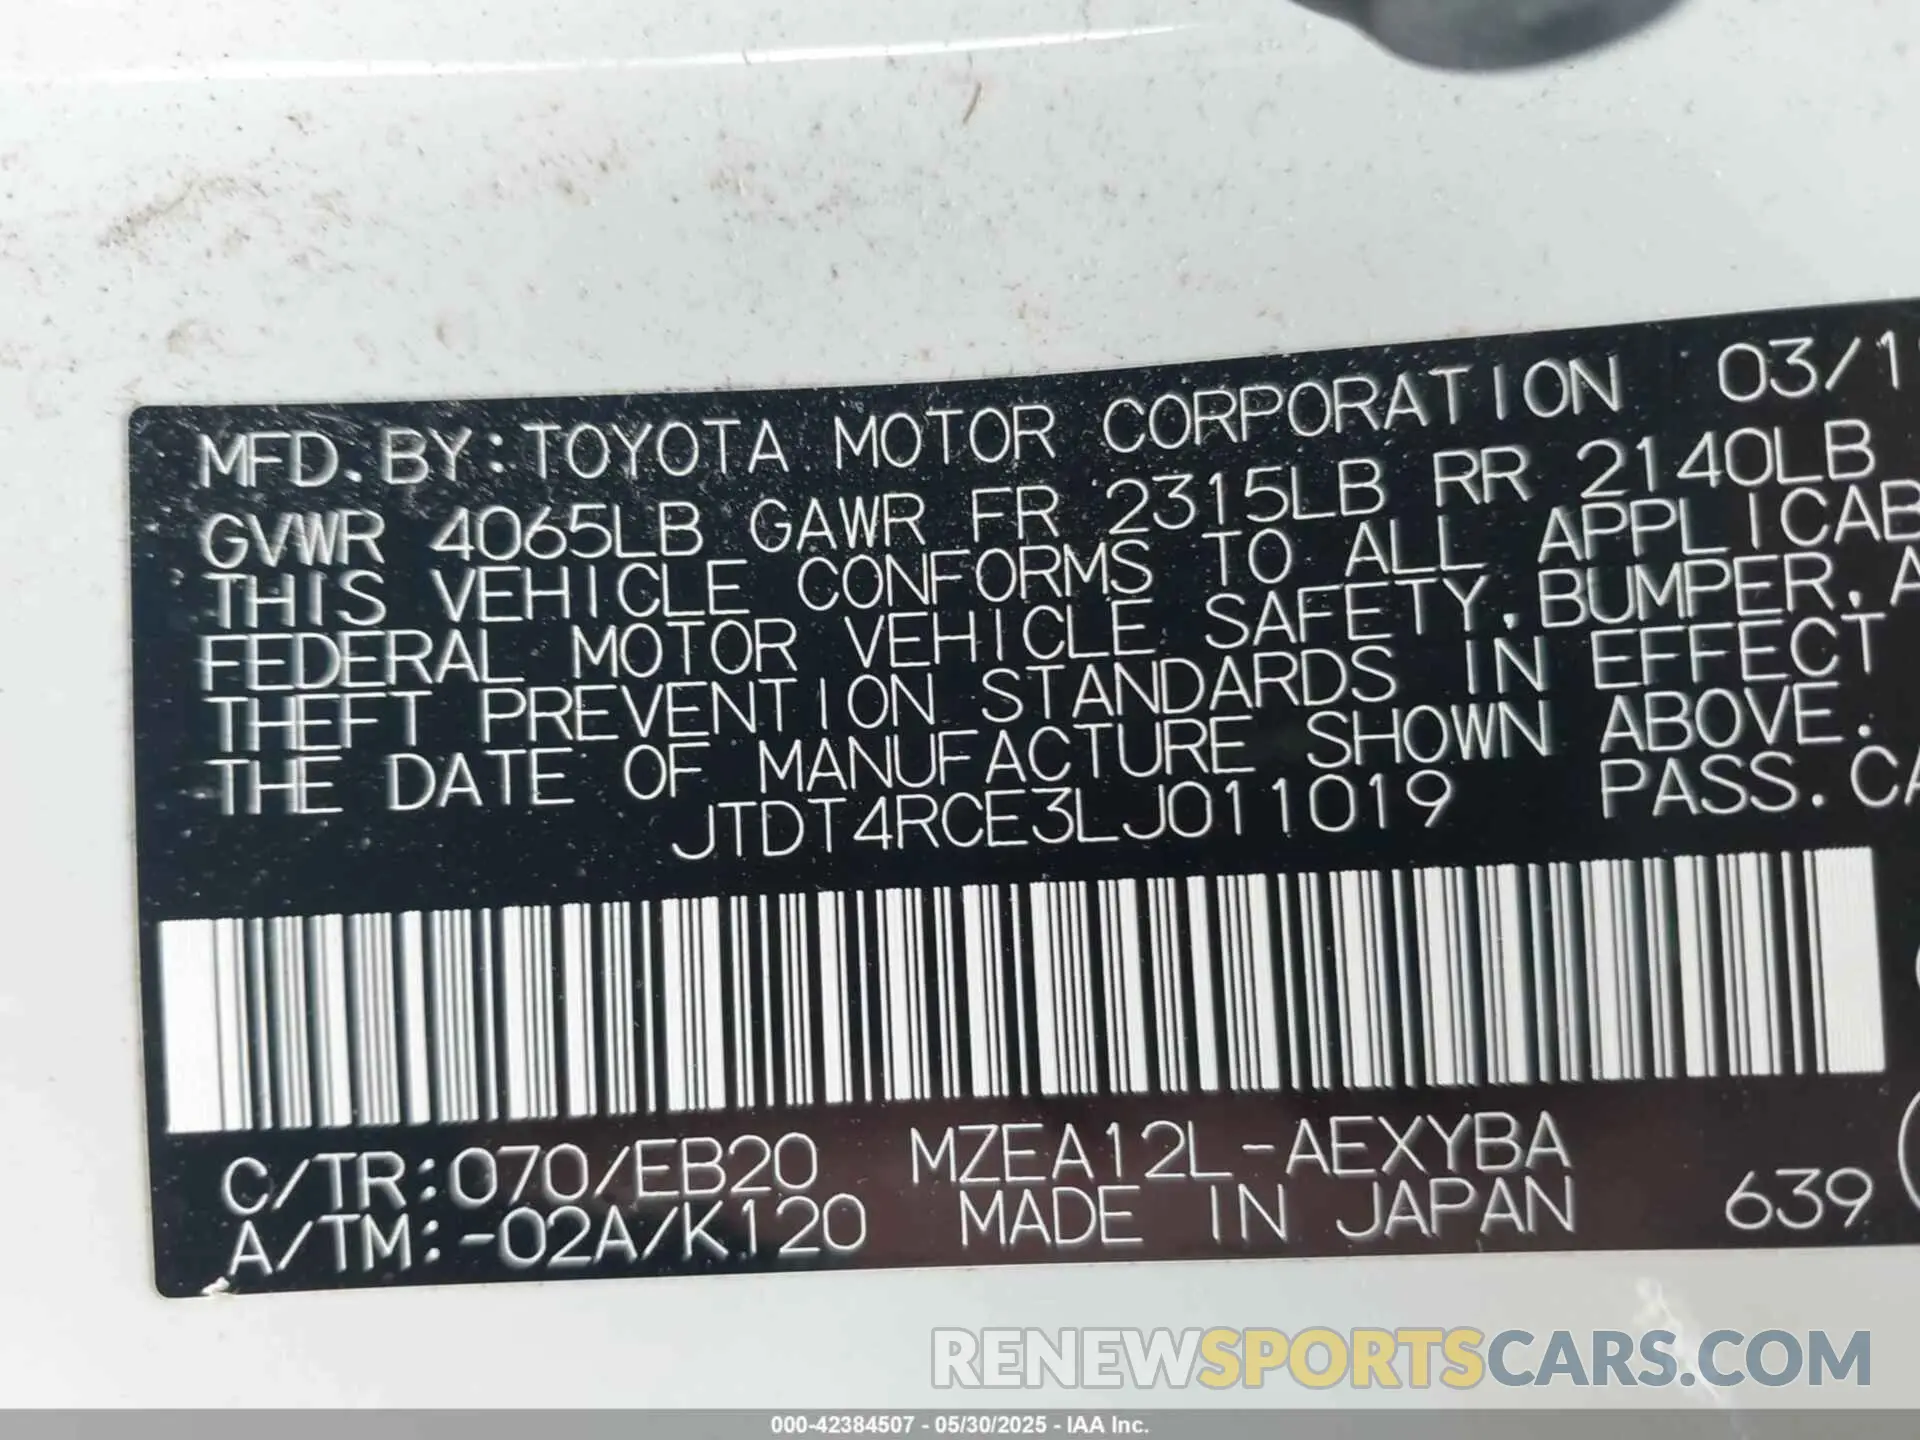 MFD.BY:TOYOTA MOTOR CORPORATION 03/1
GVWR 4065LB GAWR FR 2315LB RR 2140LB
THIS VEHICLE CONFORMS TO ALL APPLICAB
FEDERAL MOTOR VEHICLE SAFETY,BUMPER,A
THEFT PREVENTION STANDARDS IN EFFECT
THE DATE OF MANUFACTURE SHOWN ABOVE.
JTDT4RCE3LJ011019 PASS.CA
C/TR:070/EB20 MZEA12L-AEXYBA
A/TM:-02A/K120 MADE IN JAPAN 639
RENEWSPORTSCARS.COM
000-42384507 - 05/30/2025 - IAA Inc.